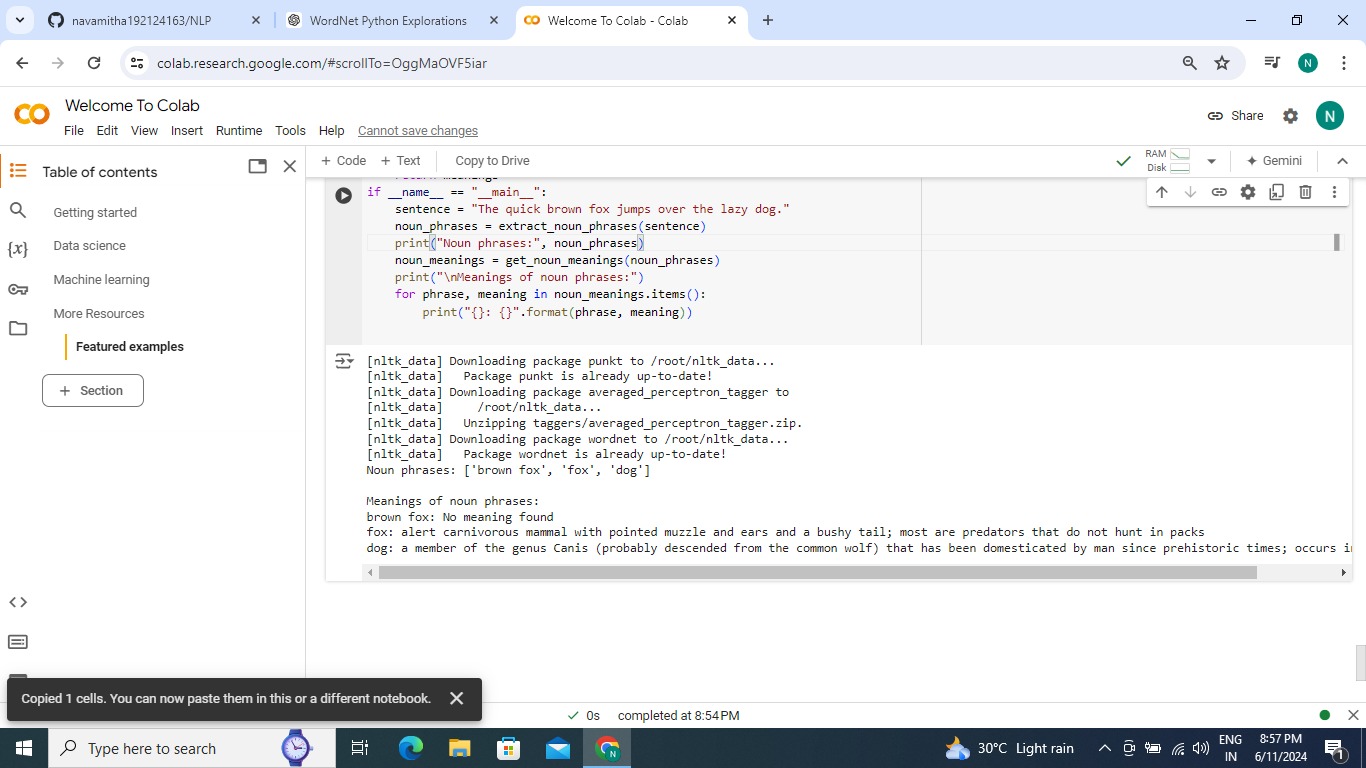 navamitha192124163/NLP
WordNet Python Explorations
Welcome To Colab - Colab
colab.research.google.com/#scrollTo=OggMaOVF5iar
N
Welcome To Colab
File Edit View Insert Runtime Tools Help Cannot save changes
Share
N
Table of contents
Getting started
Data science
Machine learning
More Resources
Featured examples
+ Section
+ Code + Text Copy to Drive
RAM
Disk
Gemini
if __name__ == "__main__":
    sentence = "The quick brown fox jumps over the lazy dog."
    noun_phrases = extract_noun_phrases(sentence)
    print("Noun phrases:", noun_phrases)
    noun_meanings = get_noun_meanings(noun_phrases)
    print("\nMeanings of noun phrases:")
    for phrase, meaning in noun_meanings.items():
        print("{}: {}".format(phrase, meaning))
[nltk_data] Downloading package punkt to /root/nltk_data...
[nltk_data]   Package punkt is already up-to-date!
[nltk_data] Downloading package averaged_perceptron_tagger to
[nltk_data]     /root/nltk_data...
[nltk_data]   Unzipping taggers/averaged_perceptron_tagger.zip.
[nltk_data] Downloading package wordnet to /root/nltk_data...
[nltk_data]   Package wordnet is already up-to-date!
Noun phrases: ['brown fox', 'fox', 'dog']
Meanings of noun phrases:
brown fox: No meaning found
fox: alert carnivorous mammal with pointed muzzle and ears and a bushy tail; most are predators that do not hunt in packs
dog: a member of the genus Canis (probably descended from the common wolf) that has been domesticated by man since prehistoric times; occurs i
Copied 1 cells. You can now paste them in this or a different notebook.
0s completed at 8:54 PM
Type here to search
30°C Light rain
ENG
IN
8:57 PM
6/11/2024
1